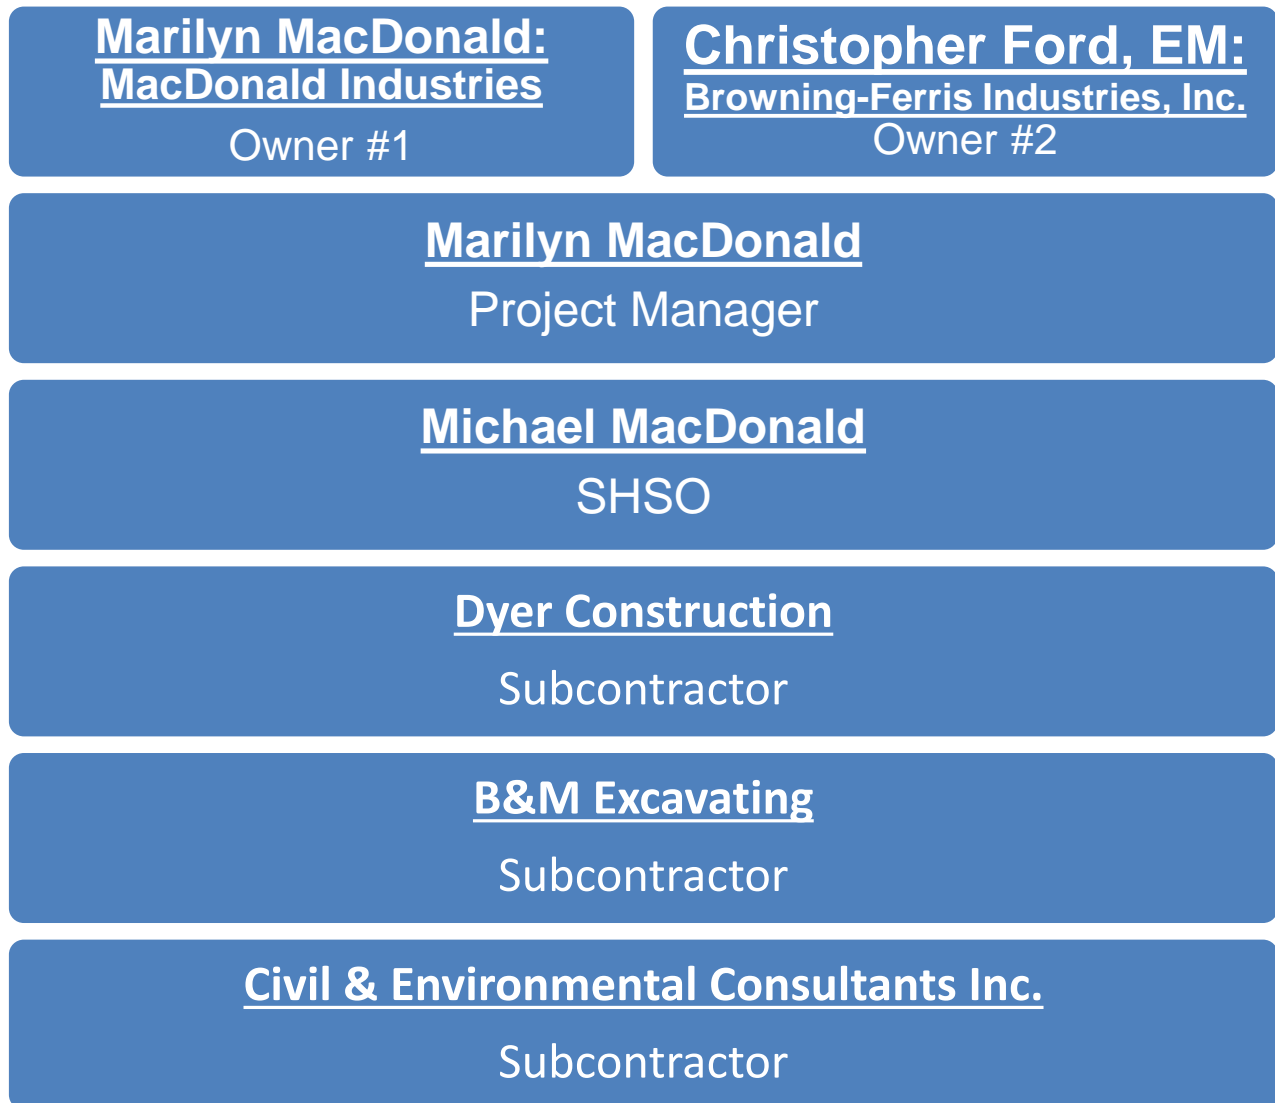 Marilyn MacDonald:
MacDonald Industries
Owner #1
Christopher Ford, EM:
Browning-Ferris Industries, Inc.
Owner #2
Marilyn MacDonald
Project Manager
Michael MacDonald
SHSO
Dyer Construction
Subcontractor
B&M Excavating
Subcontractor
Civil & Environmental Consultants Inc.
Subcontractor